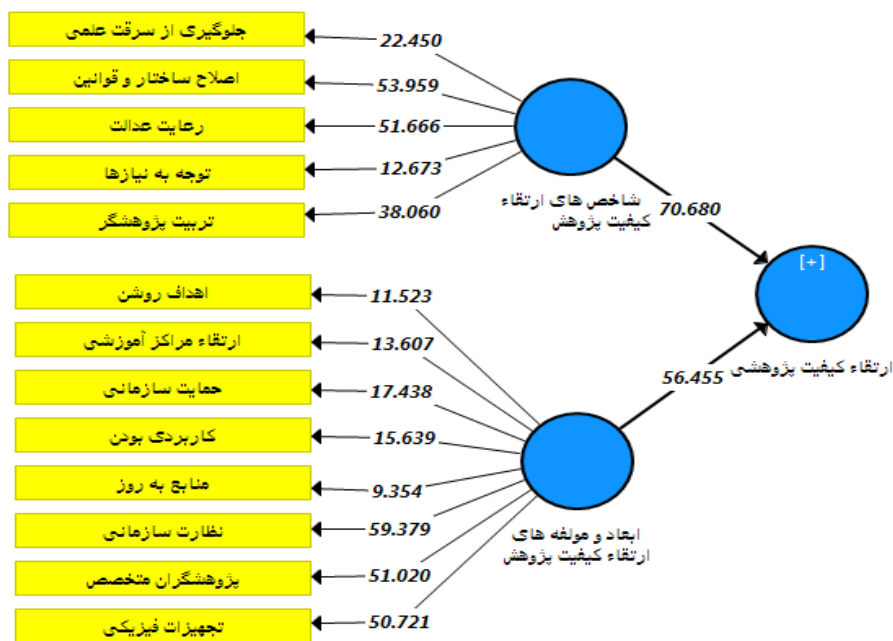 جلوگیری از سرقت علمی
22.450
اصلاح ساختار و قوانین
53.959
رعایت عدالت
51.666
توجه به نیازها
12.673
تربیت پژوهشگر
38.060
شاخص های ارتقاء
کیفیت پژوهش
70.680
[+]
ارتقاء کیفیت پژوهشی
56.455
اهداف روشن
11.523
ارتقاء مراکز آموزشی
13.607
حمایت سازمانی
17.438
کاربردی بودن
15.639
منابع به روز
9.354
نظارت سازمانی
59.379
پژوهشگران متخصص
51.020
تجهیزات فیزیکی
50.721
ابعاد و مولفه های
ارتقاء کیفیت پژوهش